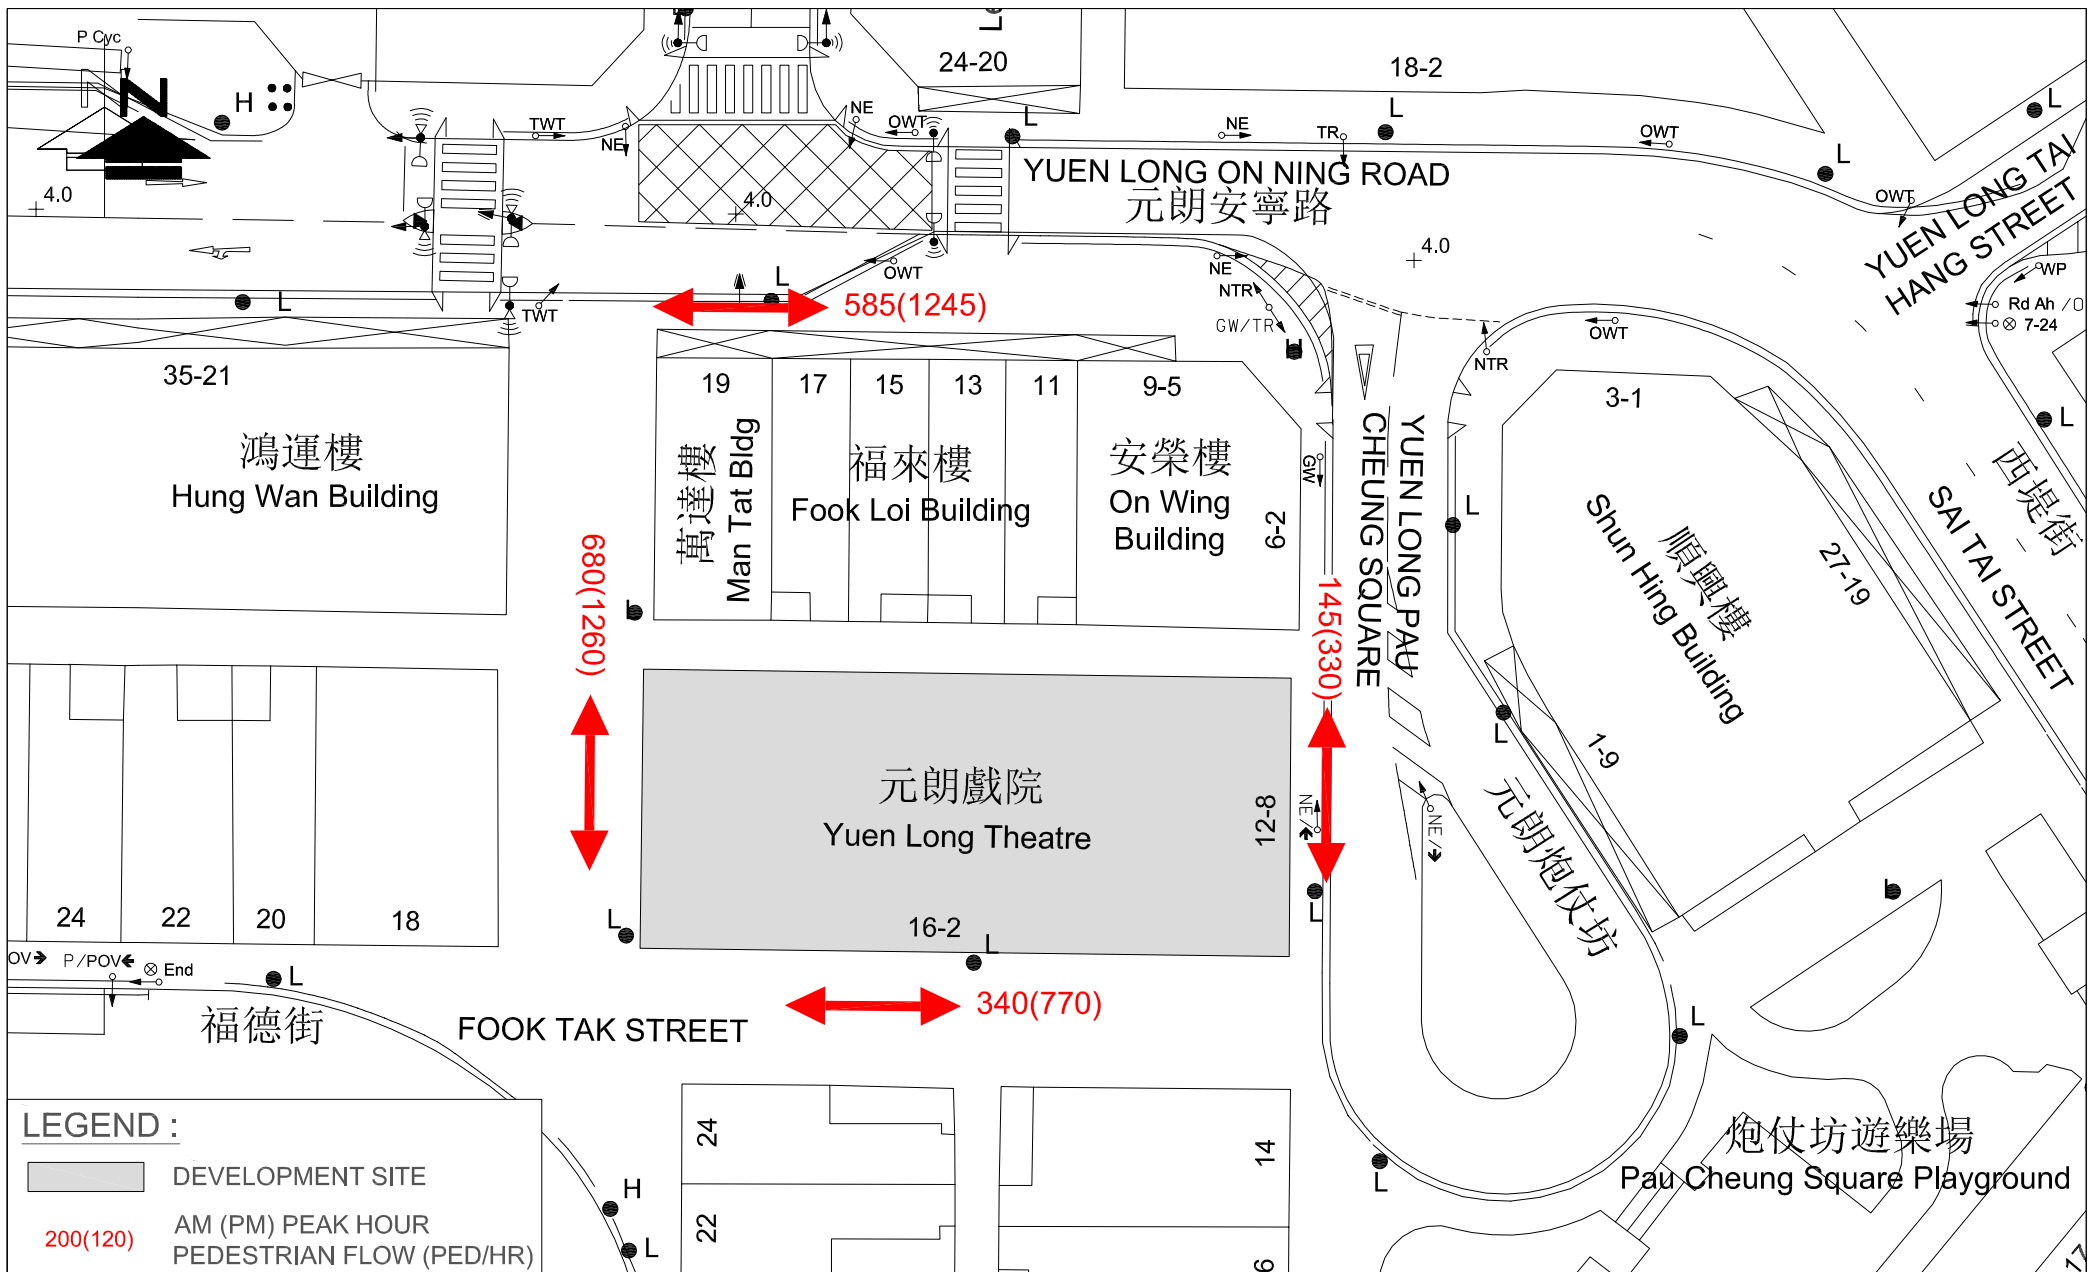 P Cyc
N
H
4.0
TWT
NE
L
NE
OWT
L
24-20
L
18-2
NE
TR
OWT
L
L
L
YUEN LONG ON NING ROAD
元朗安寧路
4.0
4.0
OWT
YUEN LONG TAI
HANG STREET
WP
Rd Ah /O
7-24
L
TWT
L
OWT
585(1245)
NE
NTR
GW/TR
H
NTR
OWT
35-21
鴻運樓
Hung Wan Building
19
萬達樓
Man Tat Bldg
17
15
13
11
福來樓
Fook Loi Building
9-5
安榮樓
On Wing
Building
6-2
GW
YUEN LONG PAU
CHEUNG SQUARE
L
3-1
順興樓
Shun Hing Building
27-19
1-9
L
西堤街
SAI TAI STREET
L
680(1260)
L
145(330)
元朗戲院
Yuen Long Theatre
12-8
16-2
NE/
NE/
L
L
L
L
元朗炮仗坊
L
24
22
20
18
OV
P/POV
End
L
福德街
FOOK TAK STREET
340(770)
L
炮仗坊遊樂場
Pau Cheung Square Playground
L
24
22
14
6
17
H
L
LEGEND :
DEVELOPMENT SITE
200(120)
AM (PM) PEAK HOUR
PEDESTRIAN FLOW (PED/HR)